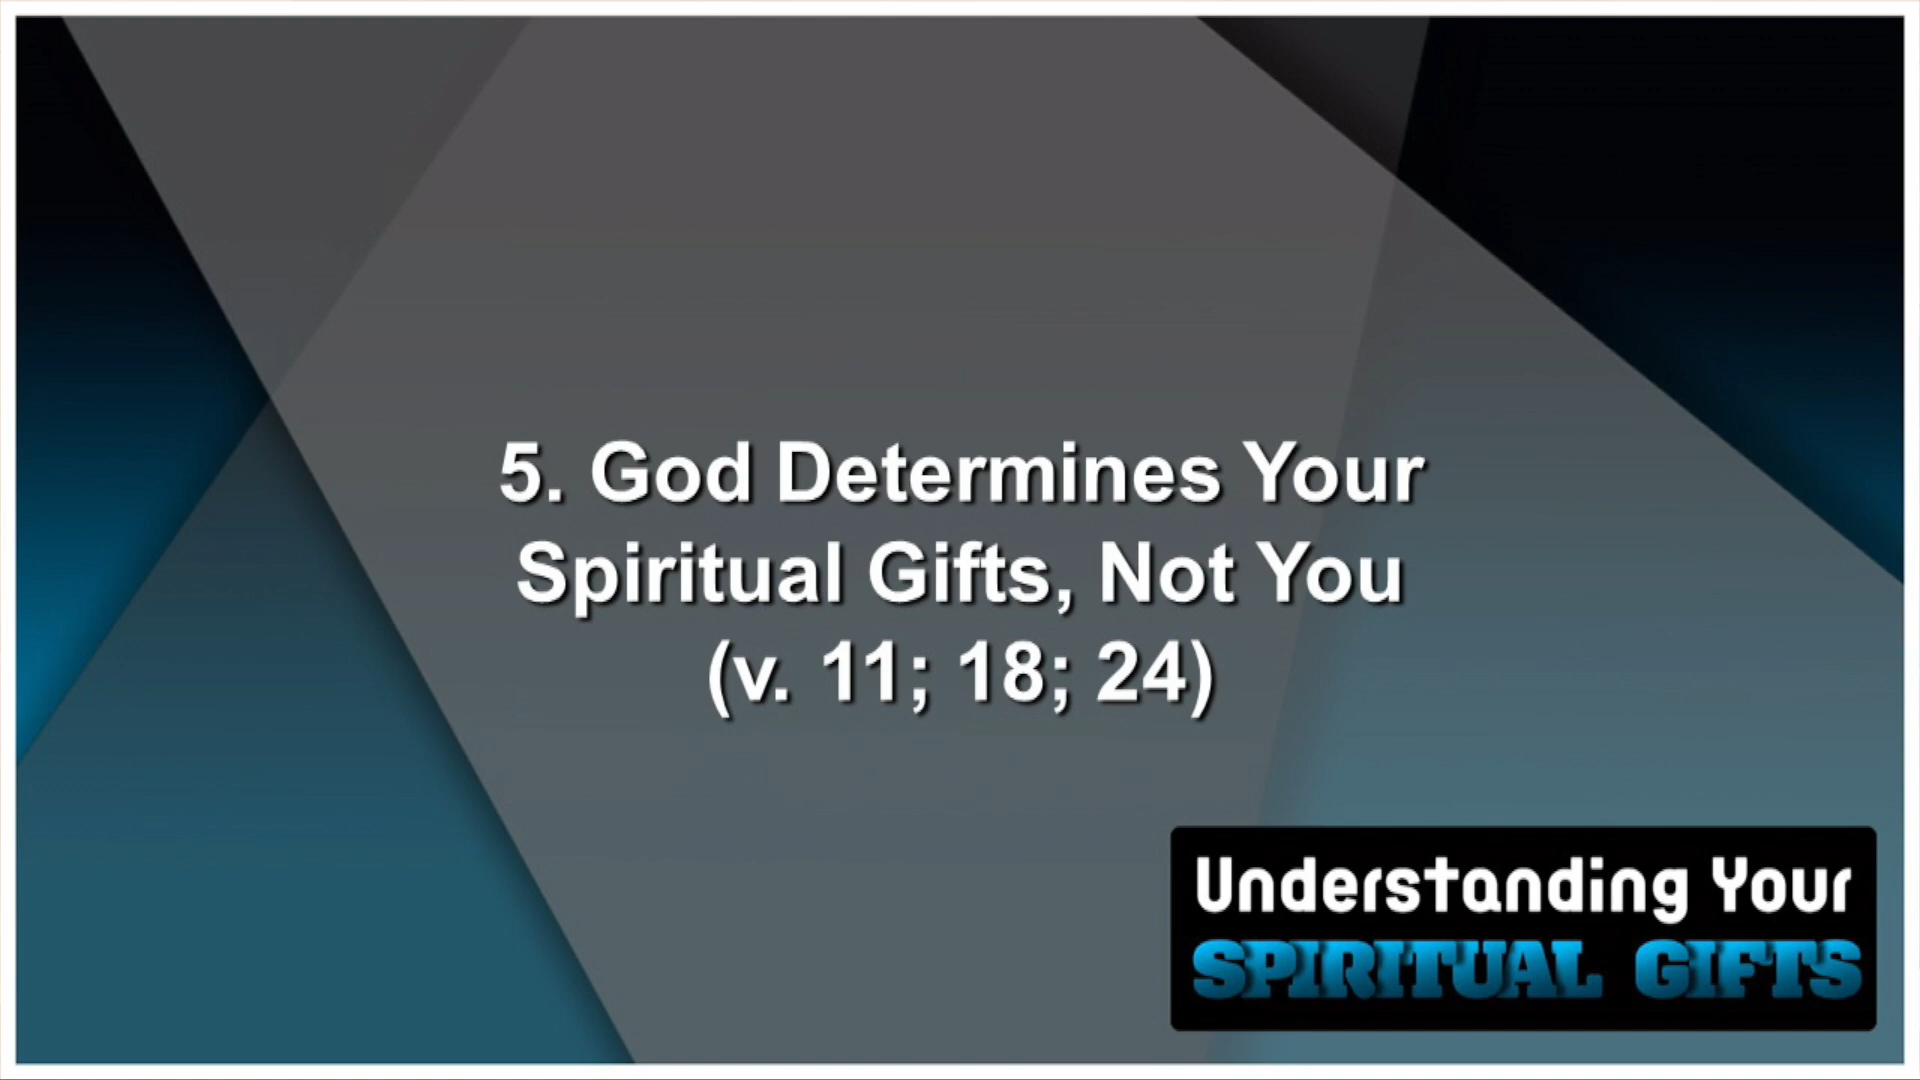 5. God Determines Your
Spiritual Gifts, Not You
(v. 11; 18; 24)
Understanding Your
SPIRITUAL GIFTS